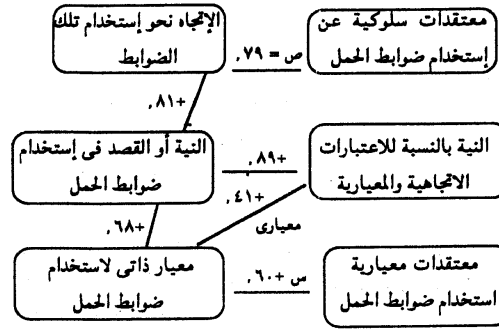 معتقدات سلوكية عن
إستخدام ضوابط الحمل
ص = ٧٩,
الإتجاه نحو إستخدام تلك
الضوابط
+٨١,
النية بالنسبة للاعتبارات
الاتجاهية والمعيارية
+٨٩,
+٤١,
النية أو القصد فى إستخدام
ضوابط الحمل
+٦٨,
معيارى
معتقدات معيارية
استخدام ضوابط الحمل
س +٦٠,
معيار ذاتى لاستخدام
ضوابط الحمل